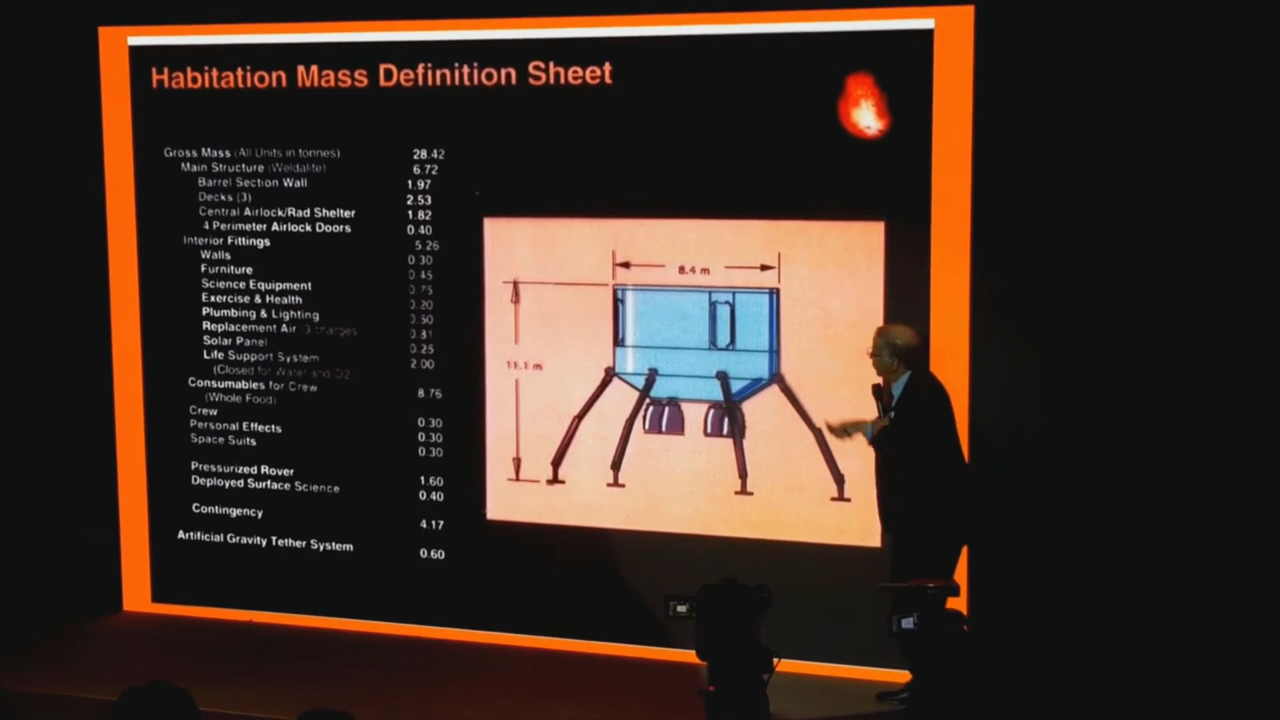 Habitation Mass Definition Sheet
Gross Mass (All Units in tonnes) 28.42
Main Structure (Weldalite) 6.72
Barrel Section Wall 1.97
Decks (3) 2.53
Central Airlock/Rad Shelter 1.82
4 Perimeter Airlock Doors 0.40
Interior Fittings 5.26
Walls 0.30
Furniture 0.45
Science Equipment 0.75
Exercise & Health 0.20
Plumbing & Lighting 0.50
Replacement Air (3 charges 0.81
Solar Panel 0.25
Life Support System 2.00
(Closed for Water and O2
Consumables for Crew 8.76
(Whole Food)
Crew 0.30
Personal Effects 0.30
Space Suits 0.30
Pressurized Rover 1.60
Deployed Surface Science 0.40
Contingency 4.17
Artificial Gravity Tether System 0.60
8.4 m
11.1 m